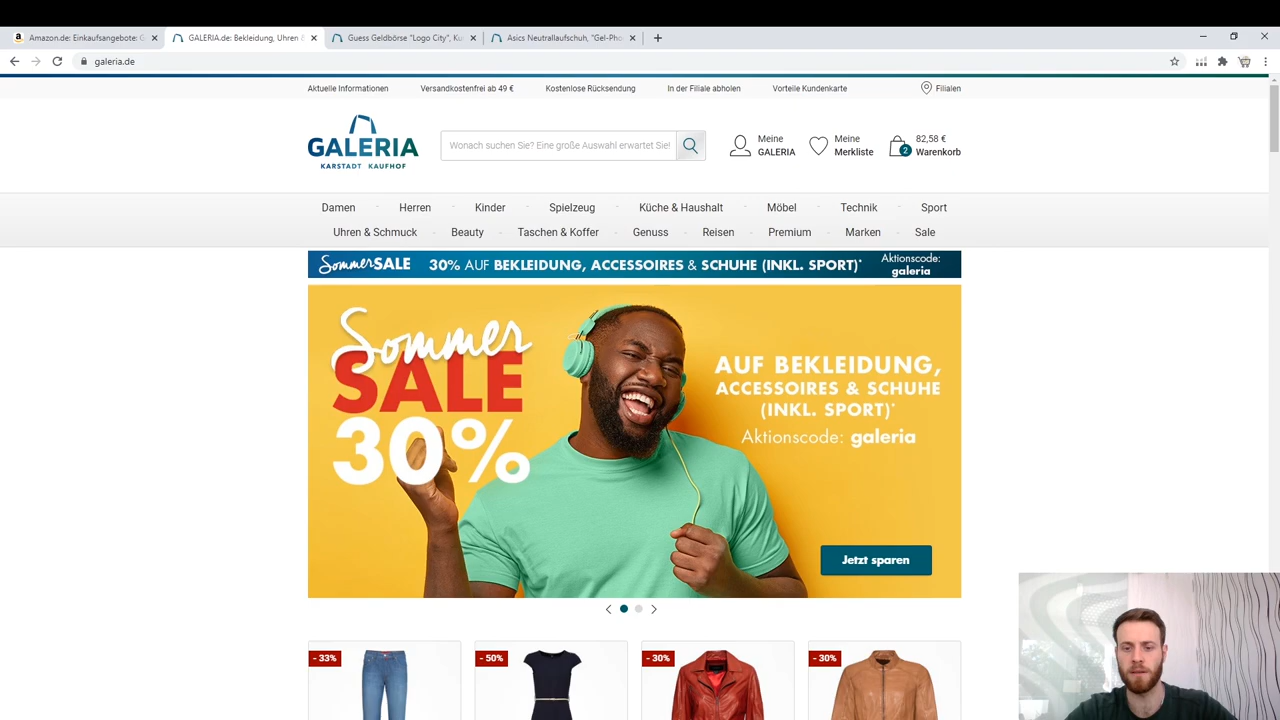 Amazon.de: Einkaufsangebote: G
GALERIA.de: Bekleidung, Uhren &
Guess Geldbörse "Logo City", Ku
Asics Neutrallaufschuh, "Gel-Pho
galeria.de
Aktuelle Informationen
Versandkostenfrei ab 49 €
Kostenlose Rücksendung
In der Filiale abholen
Vorteile Kundenkarte
Filialen
GALERIA
KARSTADT KAUFHOF
Wonach suchen Sie? Eine große Auswahl erwartet Sie!
Meine
GALERIA
Meine
Merkliste
2
82,58 €
Warenkorb
Damen
Herren
Kinder
Spielzeug
Küche & Haushalt
Möbel
Technik
Sport
Uhren & Schmuck
Beauty
Taschen & Koffer
Genuss
Reisen
Premium
Marken
Sale
SommerSALE
30% AUF BEKLEIDUNG, ACCESSOIRES & SCHUHE (INKL. SPORT)*
Aktionscode:
galeria
Sommer
SALE
30%
AUF BEKLEIDUNG,
ACCESSOIRES & SCHUHE
(INKL. SPORT)*
Aktionscode: galeria
Jetzt sparen
- 33%
- 50%
- 30%
- 30%